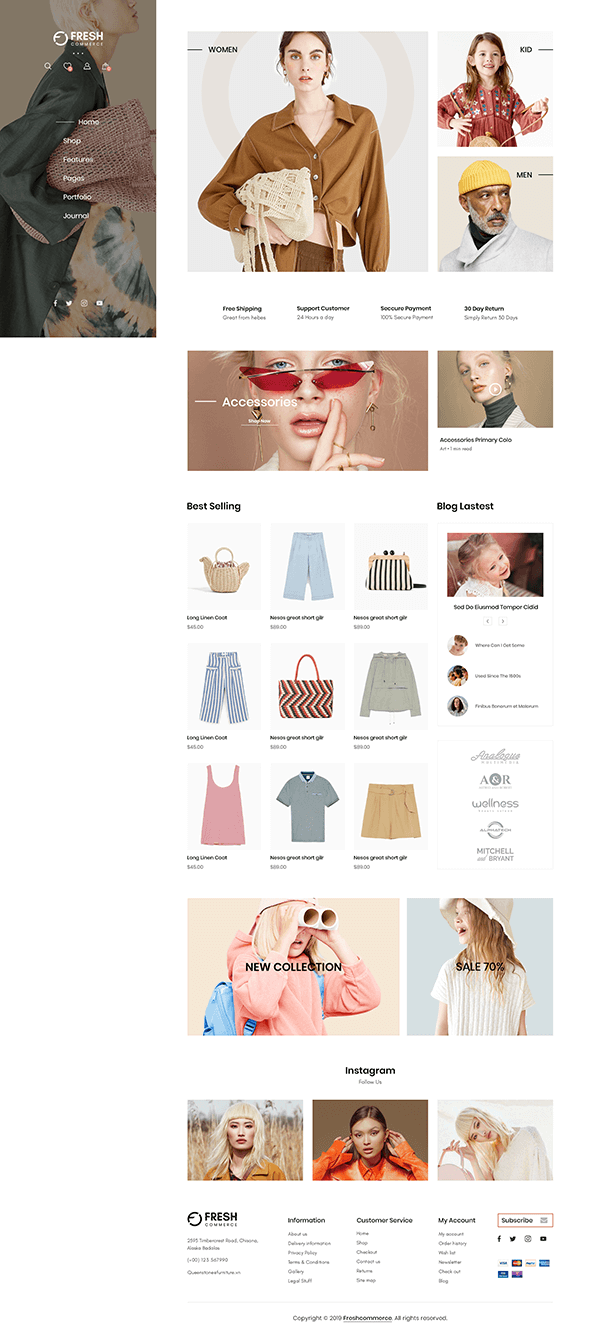 FRESH
COMMERCE
Home
Shop
Features
Pages
Portfolio
Journal
WOMEN
KID
MEN
Free Shipping
Great from hebes
Support Customer
24 Hours a day
Seccure Payment
100% Secure Payment
30 Day Return
Simply Return 30 Days
Accessories
Shop Now
Accessories Primary Colo
Art • 1 min read
Best Selling
Blog Lastest
Long Linen Coat
$45.00
Nesos great short gilr
$89.00
Nesos great short gilr
$89.00
Sed Do Eiusmod Tempor Cidid
Where Can I Get Some
Used Since The 1500s
Finibus Bonorum et Malorum
Long Linen Coat
$45.00
Nesos great short gilr
$89.00
Nesos great short gilr
$89.00
Analogue
MULTIMEDIA
A&R
wellness
ALPHATECH
MITCHELL
and BRYANT
Long Linen Coat
$45.00
Nesos great short gilr
$89.00
Nesos great short gilr
$89.00
NEW COLLECTION
SALE 70%
Instagram
Follow Us
FRESH
COMMERCE
2595 Timbercrest Road, Chisana,
Alaska Badalas
(+00) 123 567990
Queenstonesfurniture.vn
Information
About us
Delivery information
Privacy Policy
Terms & Conditions
Gallery
Legal Stuff
Customer Service
Home
Shop
Checkout
Contact us
Returns
Site map
My Account
My account
Order history
Wish list
Newsletter
Check out
Blog
Subscribe
VISA
Copyright © 2019 Freshcommerce. All rights reserved.